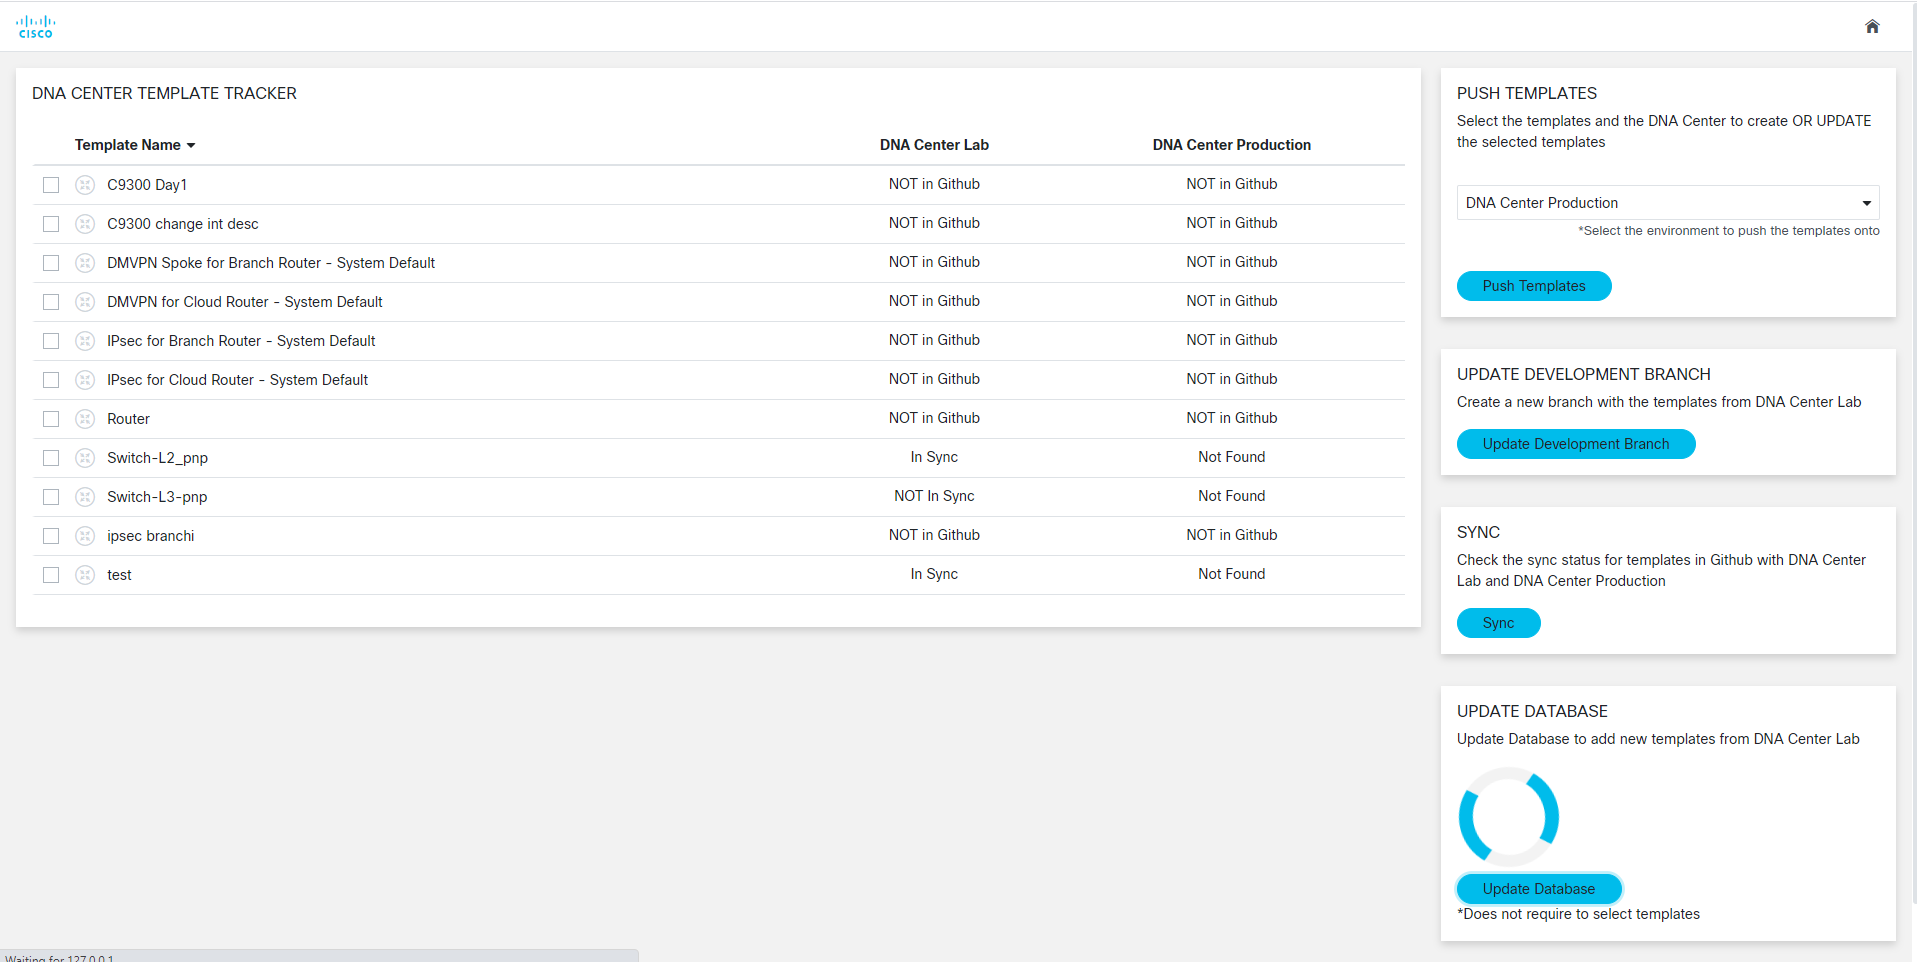 CISCO
DNA CENTER TEMPLATE TRACKER
Template Name DNA Center Lab DNA Center Production
C9300 Day1 NOT in Github NOT in Github
C9300 change int desc NOT in Github NOT in Github
DMVPN Spoke for Branch Router - System Default NOT in Github NOT in Github
DMVPN for Cloud Router - System Default NOT in Github NOT in Github
IPsec for Branch Router - System Default NOT in Github NOT in Github
IPsec for Cloud Router - System Default NOT in Github NOT in Github
Router NOT in Github NOT in Github
Switch-L2_pnp In Sync Not Found
Switch-L3-pnp NOT In Sync Not Found
ipsec branchi NOT in Github NOT in Github
test In Sync Not Found
PUSH TEMPLATES
Select the templates and the DNA Center to create OR UPDATE
the selected templates
DNA Center Production
*Select the environment to push the templates onto
Push Templates
UPDATE DEVELOPMENT BRANCH
Create a new branch with the templates from DNA Center Lab
Update Development Branch
SYNC
Check the sync status for templates in Github with DNA Center
Lab and DNA Center Production
Sync
UPDATE DATABASE
Update Database to add new templates from DNA Center Lab
Update Database
*Does not require to select templates
Waiting for 127.0.0.1